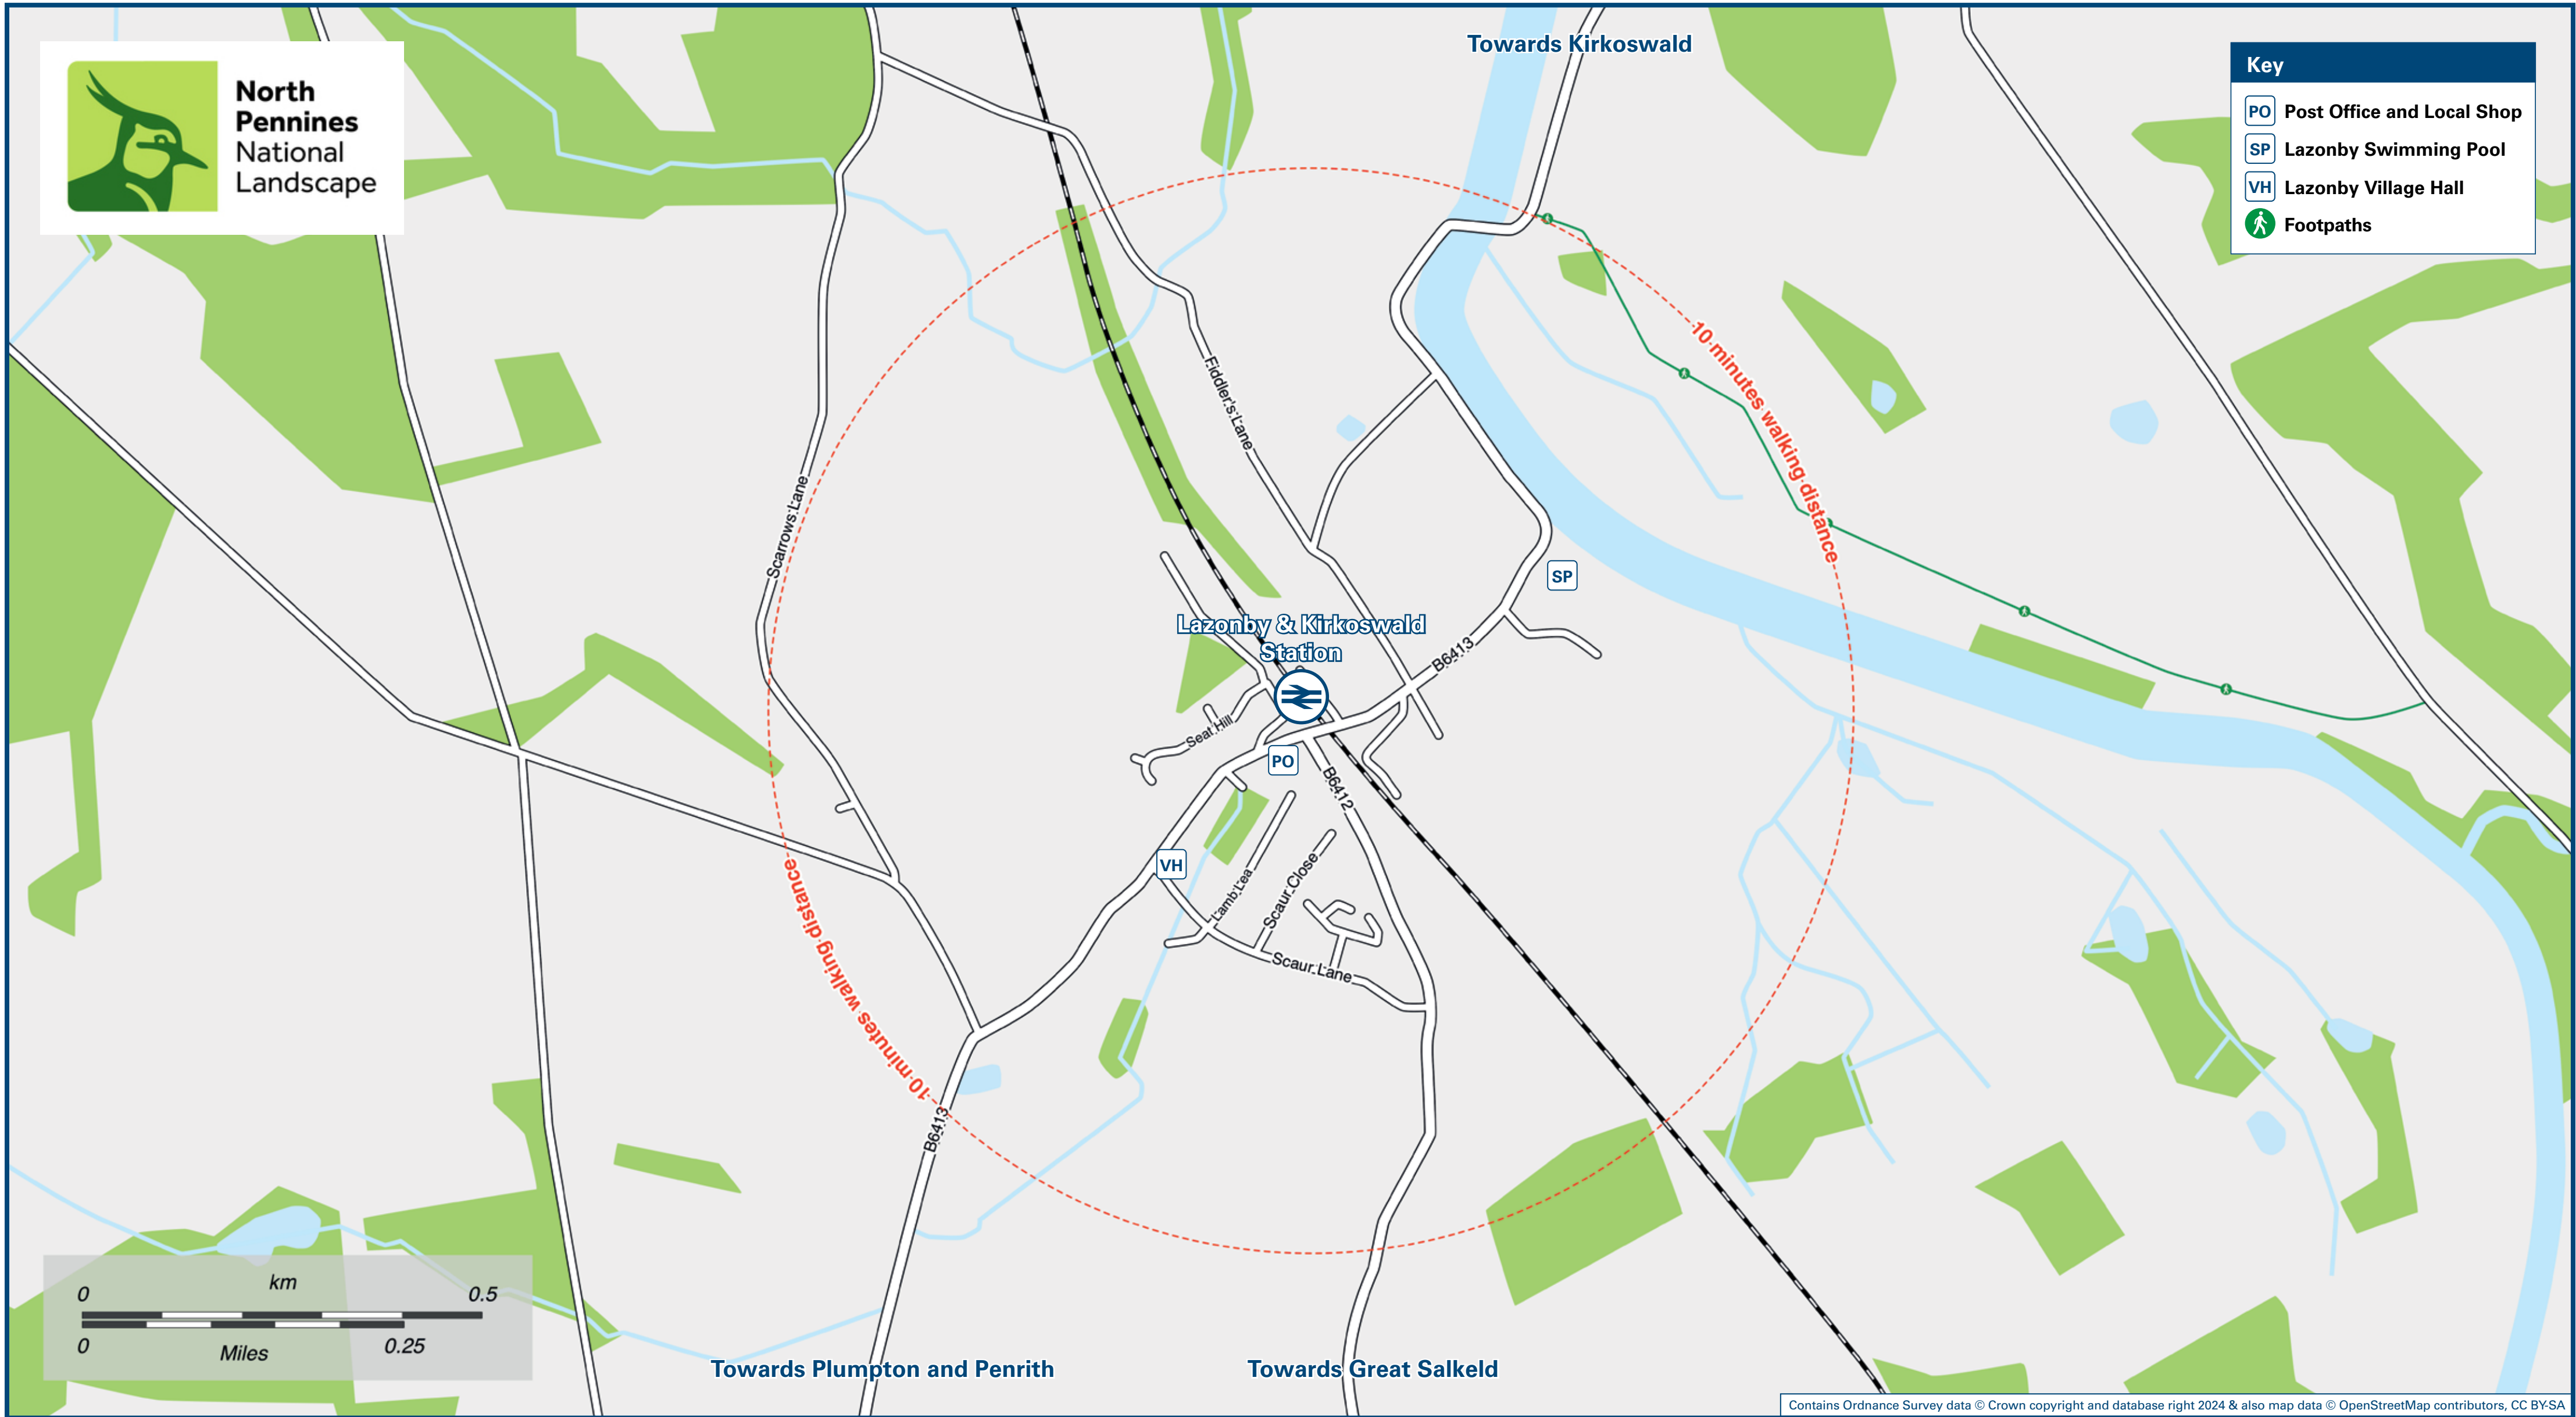 Towards Kirkoswald
North
Pennines
National
Landscape
Key
PO Post Office and Local Shop
SP Lazonby Swimming Pool
VH Lazonby Village Hall
Footpaths
10 minutes walking distance
Fiddler's Lane
Scarrows Lane
SP
Lazonby & Kirkoswald
Station
B6413
Seat Hill
PO
B6412
VH
Lamb Lea
Scaur Close
Scaur Lane
10 minutes walking distance
B6413
km
0 0.5
0 0.25
Miles
Towards Plumpton and Penrith
Towards Great Salkeld
Contains Ordnance Survey data © Crown copyright and database right 2024 & also map data © OpenStreetMap contributors, CC BY-SA